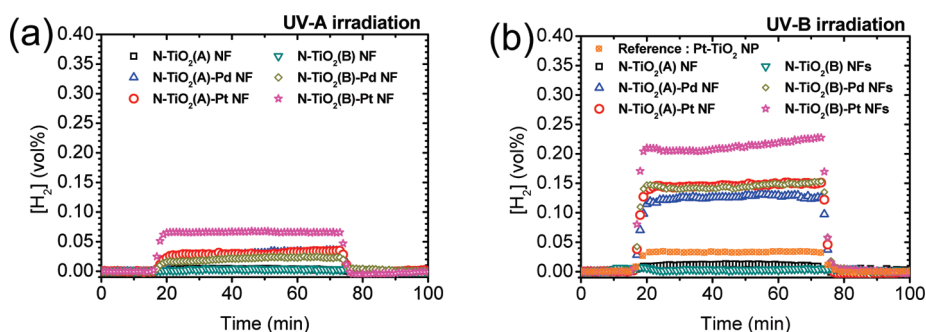 (a)
UV-A irradiation
0.40
0.35
0.30
0.25
0.20
0.15
0.10
0.05
0.00
[H₂] (vol%)
N-TiO₂(A) NF
N-TiO₂(A)-Pd NF
N-TiO₂(A)-Pt NF
N-TiO₂(B) NF
N-TiO₂(B)-Pd NF
N-TiO₂(B)-Pt NF
0 20 40 60 80 100
Time (min)
(b)
UV-B irradiation
0.40
0.35
0.30
0.25
0.20
0.15
0.10
0.05
0.00
[H₂] (vol%)
Reference : Pt-TiO₂ NP
N-TiO₂(A) NF
N-TiO₂(A)-Pd NF
N-TiO₂(A)-Pt NF
N-TiO₂(B) NFs
N-TiO₂(B)-Pd NFs
N-TiO₂(B)-Pt NFs
0 20 40 60 80 100
Time (min)